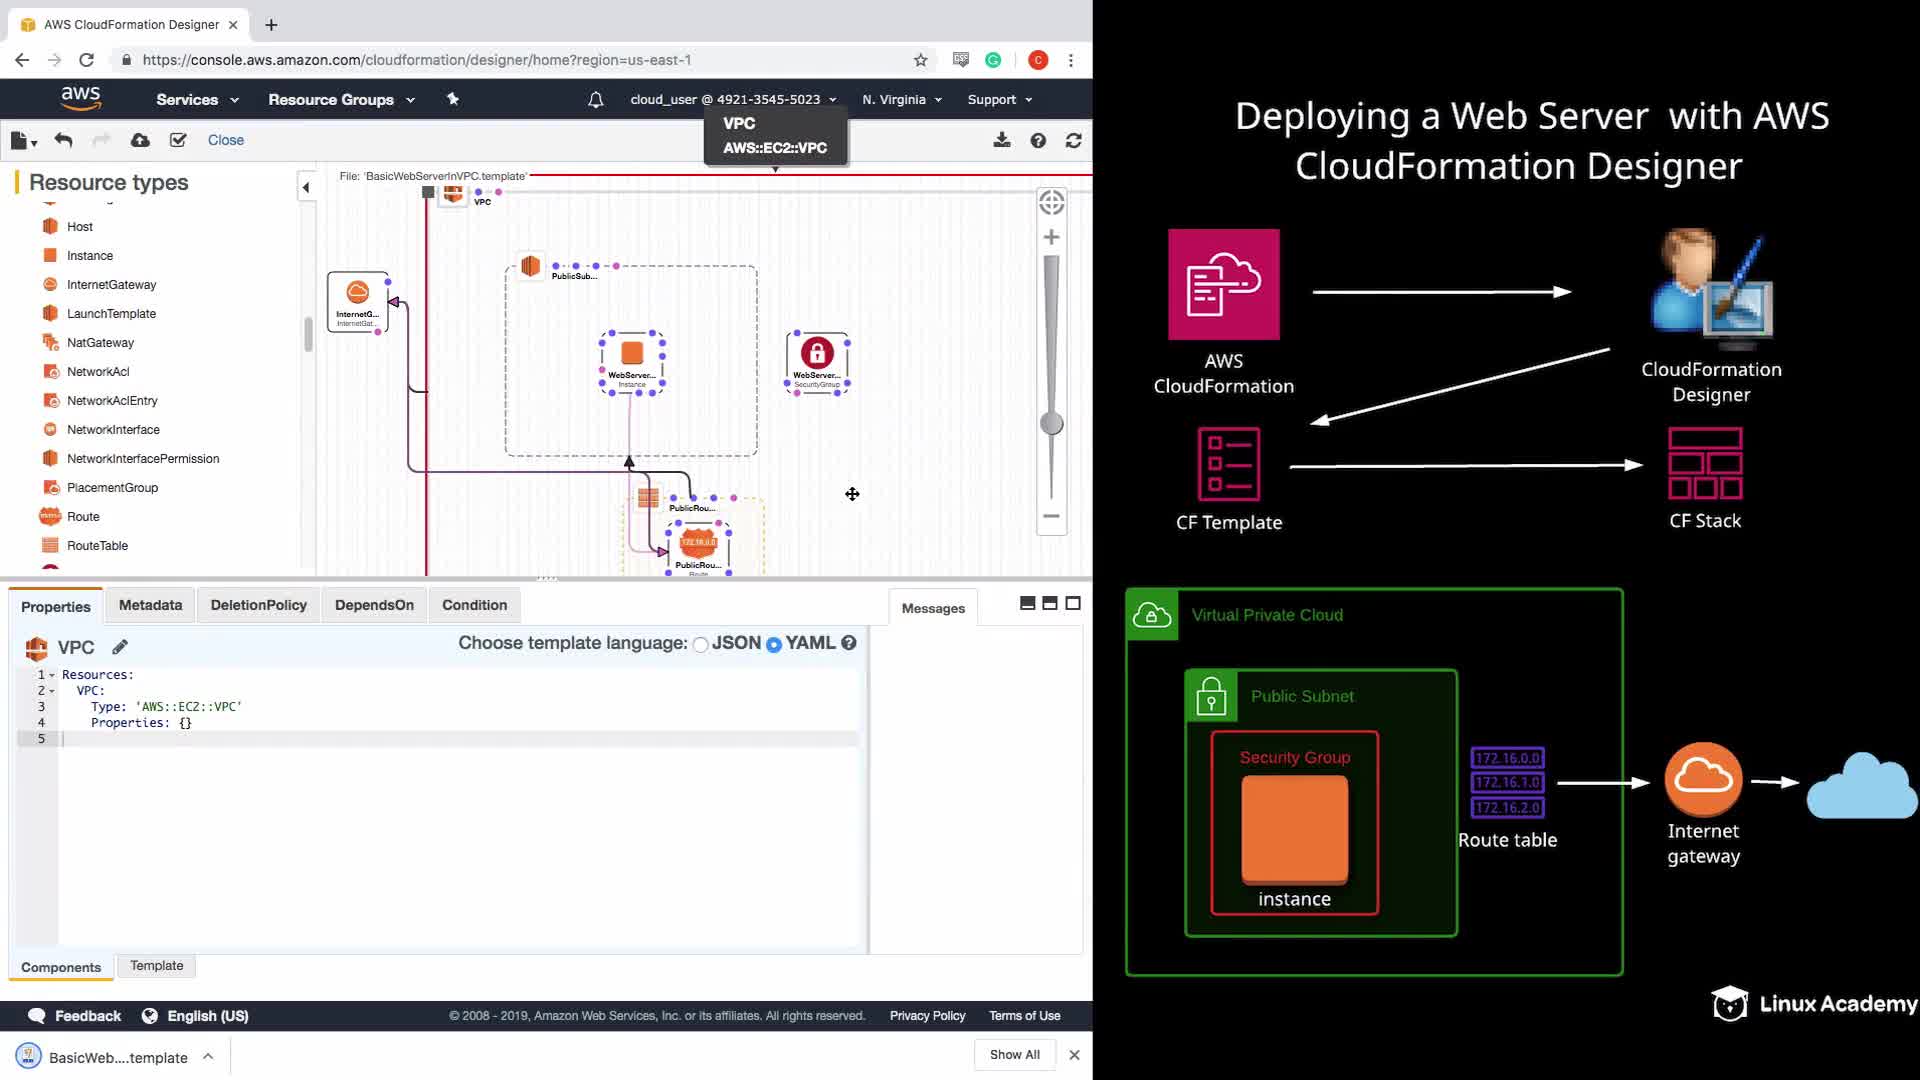 AWS CloudFormation Designer
https://console.aws.amazon.com/cloudformation/designer/home?region=us-east-1
aws
Services
Resource Groups
cloud_user @ 4921-3545-5023
N. Virginia
Support
Close
VPC
AWS::EC2::VPC
Resource types
Host
Instance
InternetGateway
LaunchTemplate
NatGateway
NetworkAcl
NetworkAclEntry
NetworkInterface
NetworkInterfacePermission
PlacementGroup
Route
RouteTable
File: 'BasicWebServerInVPC.template'
VPC
PublicSub...
InternetG...
InternetGat...
WebServer...
Instance
WebServer...
SecurityGroup
PublicRou...
172.16.0.0
PublicRou...
Route
Properties
Metadata
DeletionPolicy
DependsOn
Condition
Messages
VPC
Choose template language: JSON YAML
1 Resources:
2 VPC:
3 Type: 'AWS::EC2::VPC'
4 Properties: {}
5
Components
Template
Feedback
English (US)
© 2008 - 2019, Amazon Web Services, Inc. or its affiliates. All rights reserved.
Privacy Policy
Terms of Use
BasicWeb....template
Show All
Deploying a Web Server with AWS
CloudFormation Designer
AWS
CloudFormation
CloudFormation
Designer
CF Template
CF Stack
Virtual Private Cloud
Public Subnet
Security Group
instance
172.16.0.0
172.16.1.0
172.16.2.0
Route table
Internet
gateway
Linux Academy